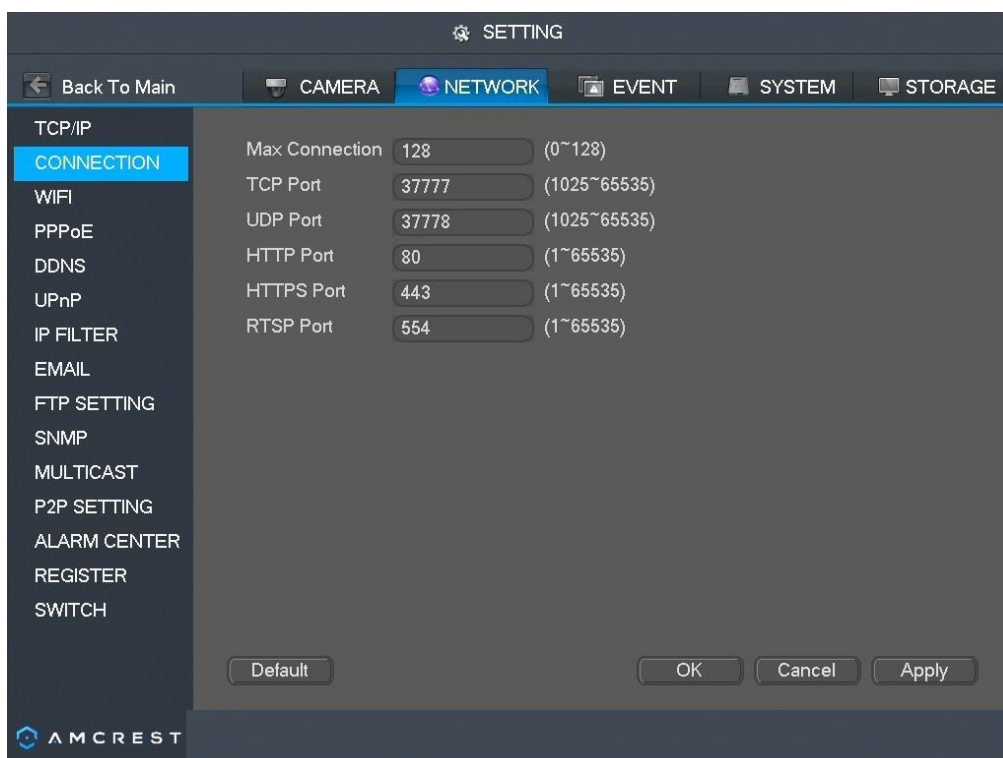 SETTING
Back To Main CAMERA NETWORK EVENT SYSTEM STORAGE
TCP/IP
CONNECTION
WIFI
PPPoE
DDNS
UPnP
IP FILTER
EMAIL
FTP SETTING
SNMP
MULTICAST
P2P SETTING
ALARM CENTER
REGISTER
SWITCH
Max Connection 128 (0~128)
TCP Port 37777 (1025~65535)
UDP Port 37778 (1025~65535)
HTTP Port 80 (1~65535)
HTTPS Port 443 (1~65535)
RTSP Port 554 (1~65535)
Default OK Cancel Apply
AMCREST